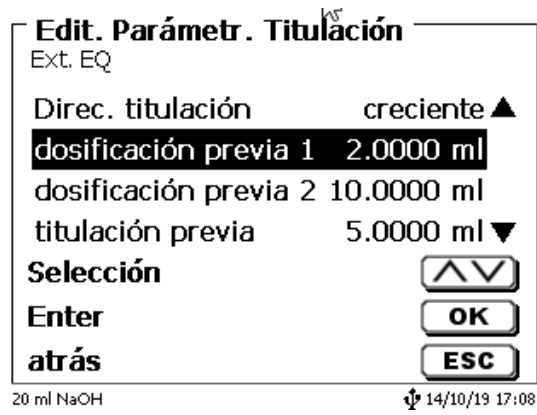 Edit. Parámetr. Titulación
Ext. EQ
Direc. titulación creciente
dosificación previa 1 2.0000 ml
dosificación previa 2 10.0000 ml
titulación previa 5.0000 ml
Selección
Enter OK
atrás ESC
20 ml NaOH 14/10/19 17:08